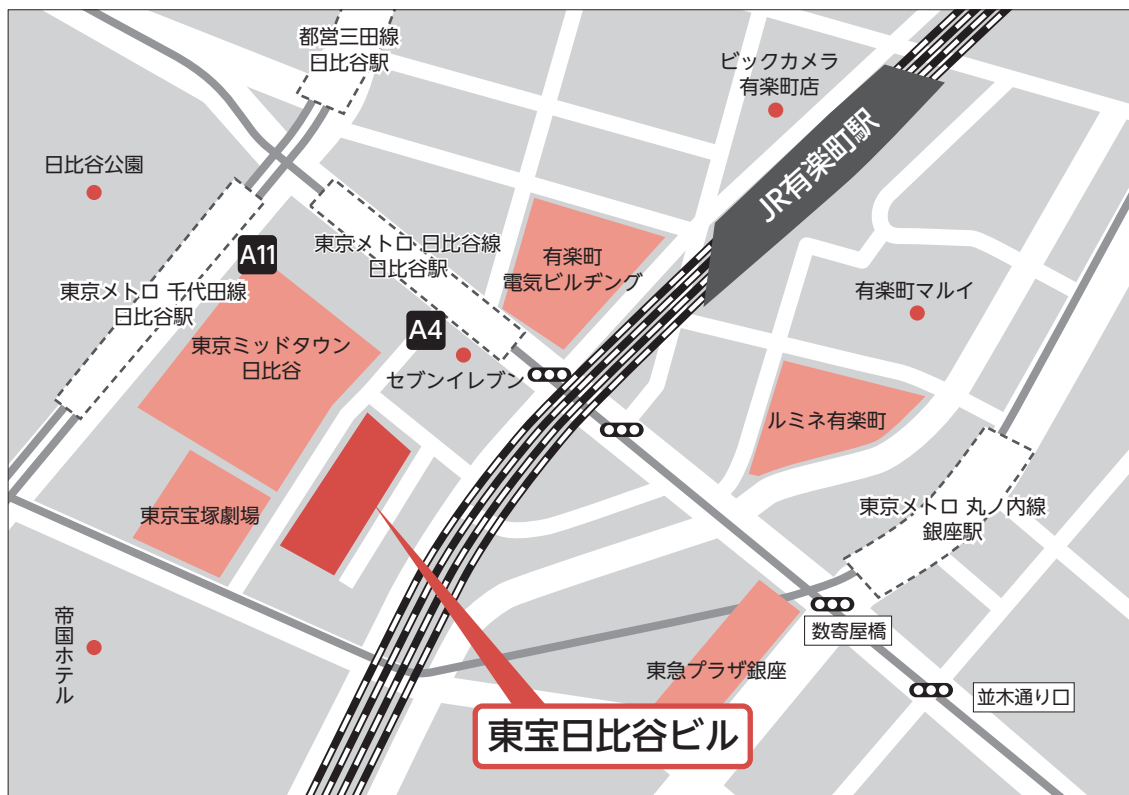 都営三田線
日比谷駅
ビックカメラ
有楽町店
JR有楽町駅
日比谷公園
東京メトロ 日比谷線
日比谷駅
有楽町
電気ビルヂング
A11
東京メトロ 千代田線
日比谷駅
有楽町マルイ
A4
東京ミッドタウン
日比谷
セブンイレブン
ルミネ有楽町
東京宝塚劇場
東京メトロ 丸ノ内線
銀座駅
帝国ホテル
数寄屋橋
東急プラザ銀座
並木通り口
東宝日比谷ビル